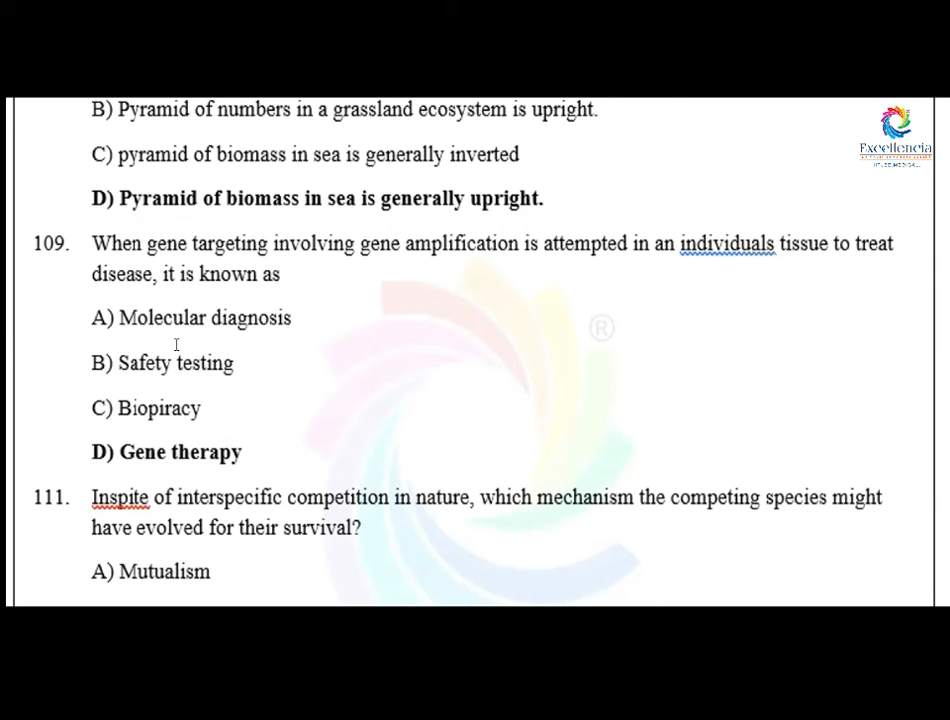 B) Pyramid of numbers in a grassland ecosystem is upright.
Excellencia
C) pyramid of biomass in sea is generally inverted
D) Pyramid of biomass in sea is generally upright.
109. When gene targeting involving gene amplification is attempted in an individuals tissue to treat
disease, it is known as
A) Molecular diagnosis
®
B) Safety testing
C) Biopiracy
D) Gene therapy
111. Inspite of interspecific competition in nature, which mechanism the competing species might
have evolved for their survival?
A) Mutualism